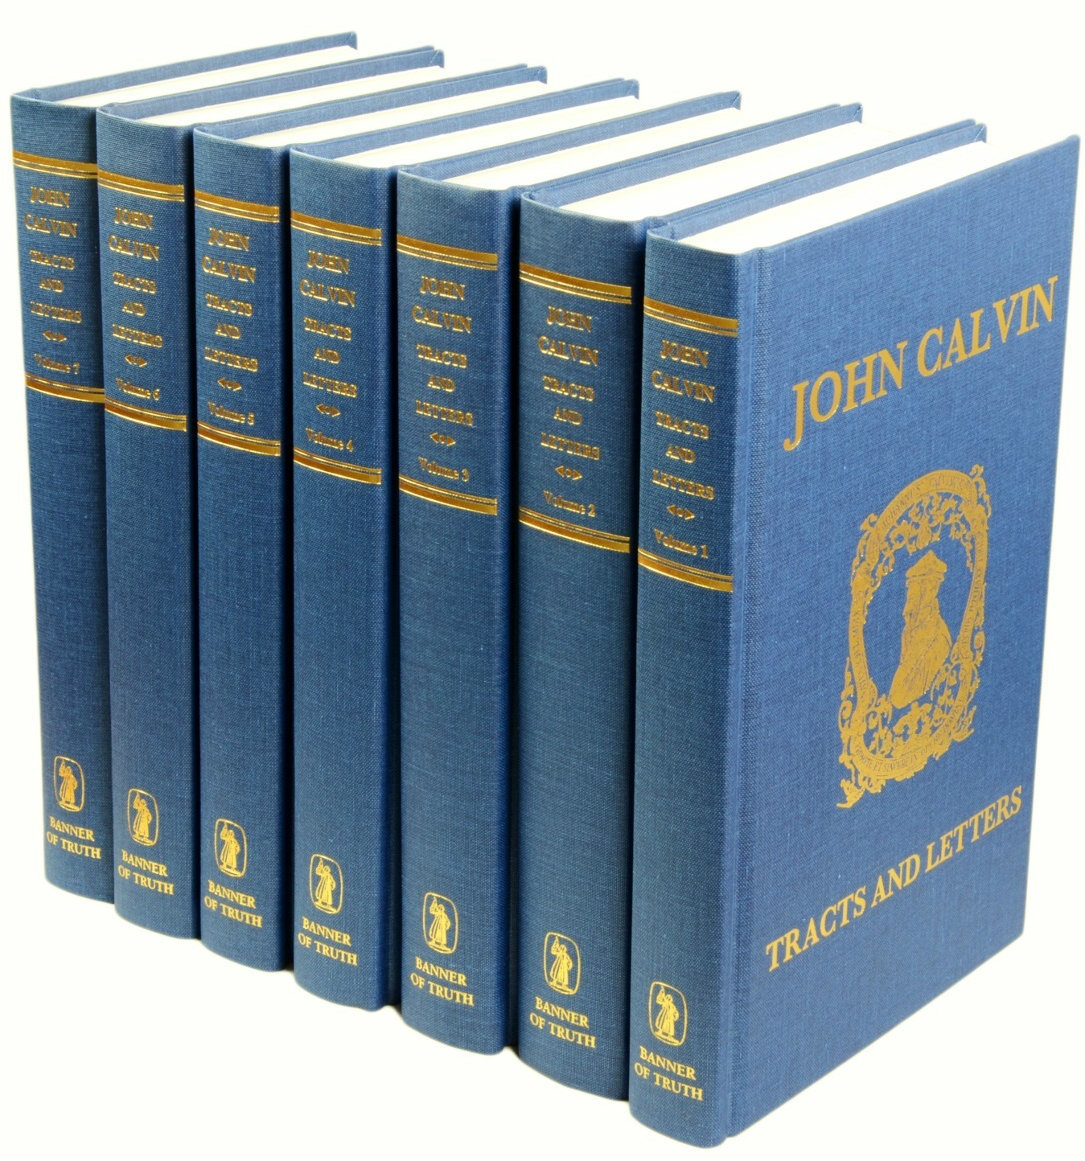 JOHN
CALVIN
TRACTS
AND
LETTERS
Volume 7
BANNER
OF TRUTH
JOHN
CALVIN
TRACTS
AND
LETTERS
Volume 6
BANNER
OF TRUTH
JOHN
CALVIN
TRACTS
AND
LETTERS
Volume 5
BANNER
OF TRUTH
JOHN
CALVIN
TRACTS
AND
LETTERS
Volume 4
BANNER
OF TRUTH
JOHN
CALVIN
TRACTS
AND
LETTERS
Volume 3
BANNER
OF TRUTH
JOHN
CALVIN
TRACTS
AND
LETTERS
Volume 2
BANNER
OF TRUTH
JOHN
CALVIN
TRACTS
AND
LETTERS
Volume 1
BANNER
OF TRUTH
JOHN CALVIN
TRACTS AND LETTERS